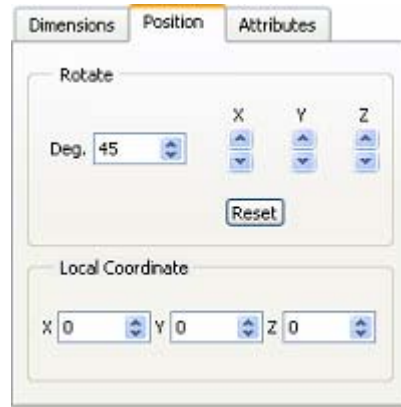 Dimensions Position Attributes
Rotate
X Y Z
Deg. 45
Reset
Local Coordinate
X 0 Y 0 Z 0